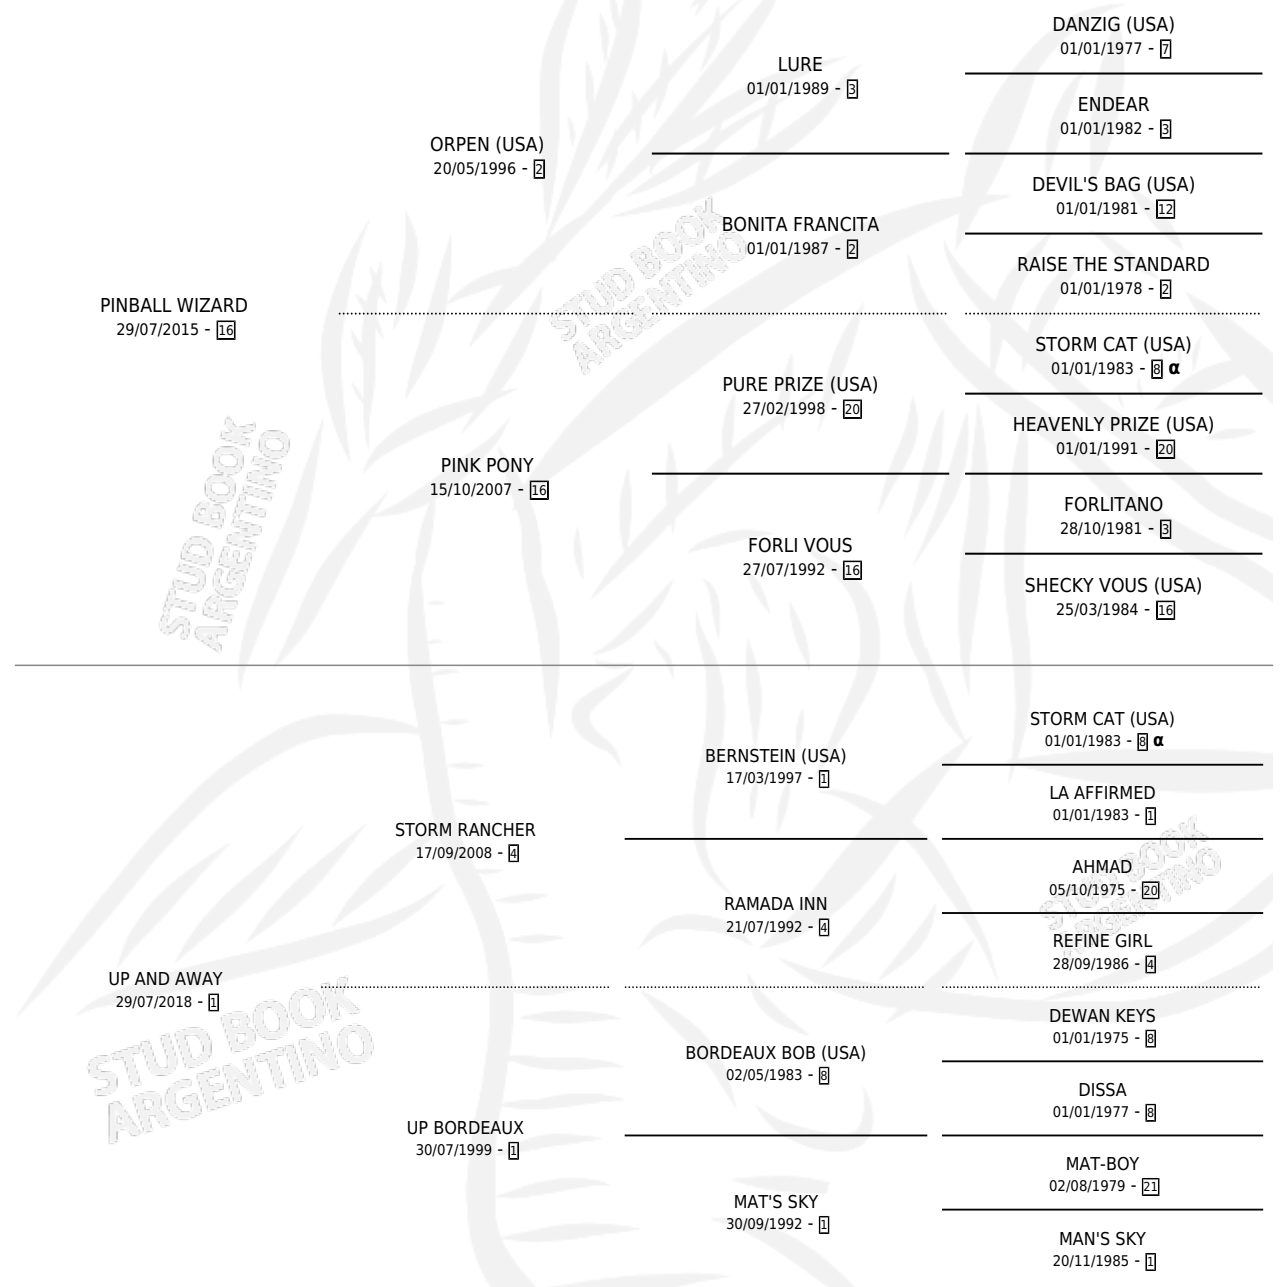 DANZIG (USA)
01/01/1977 - 7
LURE
01/01/1989 - 3
ENDEAR
01/01/1982 - 3
ORPEN (USA)
20/05/1996 - 2
DEVIL'S BAG (USA)
01/01/1981 - 12
BONITA FRANCITA
01/01/1987 - 2
RAISE THE STANDARD
01/01/1978 - 2
STUD BOOK
ARGENTINO
PINBALL WIZARD
29/07/2015 - 16
STORM CAT (USA)
01/01/1983 - 8 α
PURE PRIZE (USA)
27/02/1998 - 20
HEAVENLY PRIZE (USA)
01/01/1991 - 20
PINK PONY
15/10/2007 - 16
FORLITANO
28/10/1981 - 3
FORLI VOUS
27/07/1992 - 16
SHECKY VOUS (USA)
25/03/1984 - 16
STUD BOOK
ARGENTINO
STORM CAT (USA)
01/01/1983 - 8 α
BERNSTEIN (USA)
17/03/1997 - 1
LA AFFIRMED
01/01/1983 - 1
STORM RANCHER
17/09/2008 - 4
AHMAD
05/10/1975 - 20
RAMADA INN
21/07/1992 - 4
REFINE GIRL
28/09/1986 - 4
STUD BOOK
ARGENTINO
UP AND AWAY
29/07/2018 - 1
DEWAN KEYS
01/01/1975 - 8
BORDEAUX BOB (USA)
02/05/1983 - 8
DISSA
01/01/1977 - 8
STUD BOOK
ARGENTINO
UP BORDEAUX
30/07/1999 - 1
MAT-BOY
02/08/1979 - 21
MAT'S SKY
30/09/1992 - 1
MAN'S SKY
20/11/1985 - 1